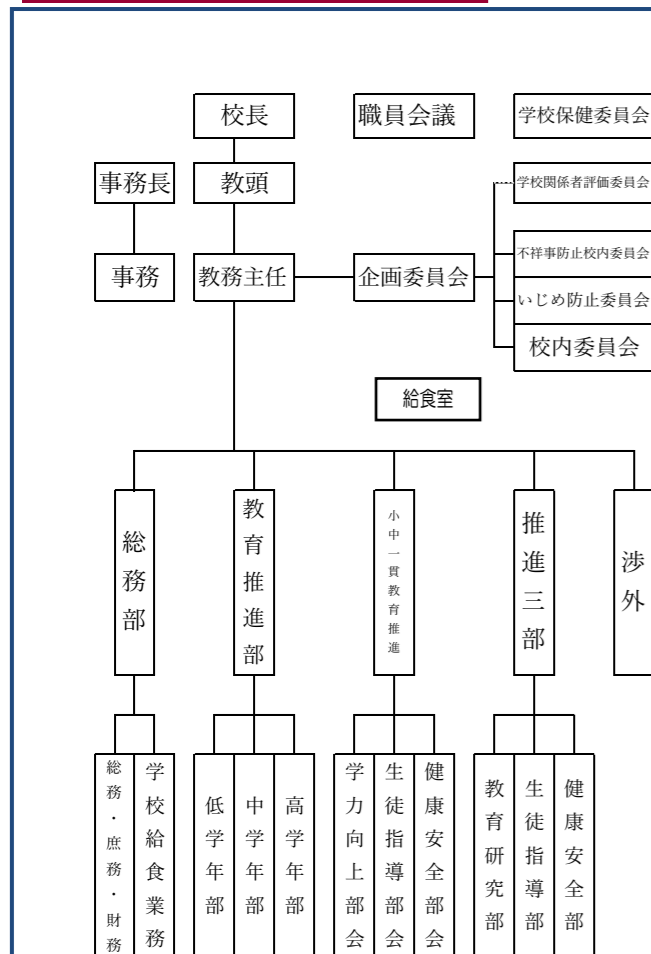 校長
職員会議
学校保健委員会
事務長
教頭
学校関係者評価委員会
事務
教務主任
企画委員会
不祥事防止校内委員会
いじめ防止委員会
校内委員会
給食室
総務部
教育推進部
小中一貫教育推進
推進三部
渉外
総務・庶務・財務
学校給食業務
低学年部
中学年部
高学年部
学力向上部会
生徒指導部会
健康安全部会
教育研究部
生徒指導部
健康安全部